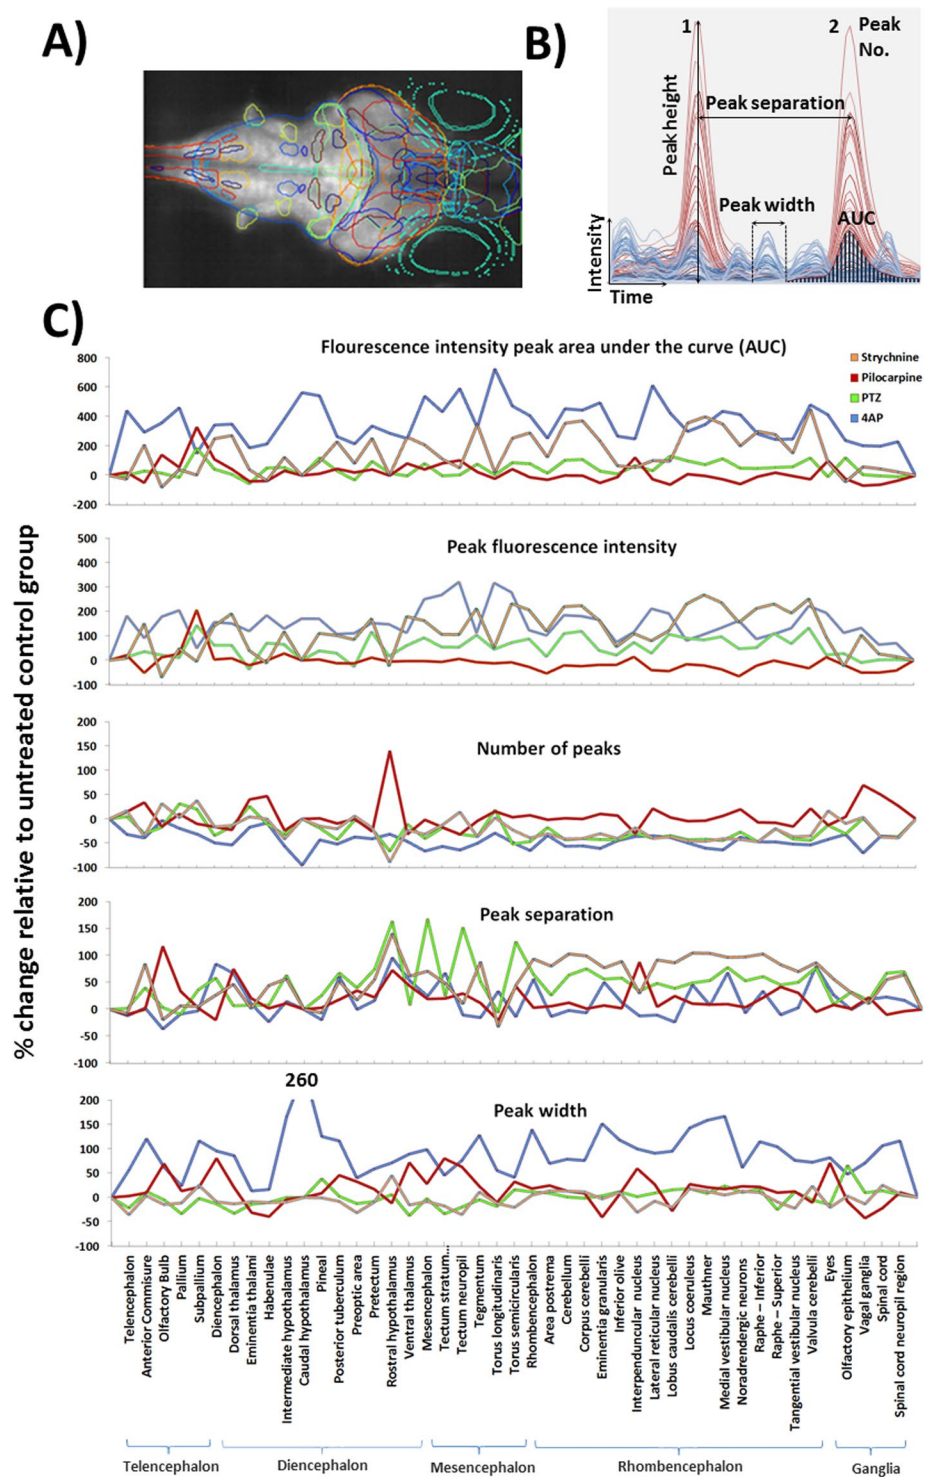 A)
B)
1
2
Peak
No.
Peak height
Peak separation
Peak width
AUC
Intensity
Time
C)
% change relative to untreated control group
Flourescence intensity peak area under the curve (AUC)
Strychnine
Pilocarpine
PTZ
4AP
800
600
400
200
0
-200
Peak fluorescence intensity
500
400
300
200
100
0
-100
Number of peaks
200
150
100
50
0
-50
-100
Peak separation
200
150
100
50
0
-50
-100
260
Peak width
200
150
100
50
0
-50
-100
Telencephalon
Anterior Commisure
Olfactory Bulb
Pallium
Subpallium
Diencephalon
Dorsal thalamus
Eminentia thalami
Habenulae
Intermediate hypothalamus
Caudal hypothalamus
Pineal
Posterior tuberculum
Preoptic area
Pretectum
Rostral hypothalamus
Ventral thalamus
Mesencephalon
Tectum stratum...
Tectum neuropil
Tegmentum
Torus longitudinaris
Torus semicircularis
Rhombencephalon
Area postrema
Cerebellum
Corpus cerebelli
Eminentia granularis
Inferior olive
Interpenduncular nucleus
Lateral reticular nucleus
Lobus caudalis cerebelli
Locus coeruleus
Mauthner
Medial vestibular nucleus
Noradrendergic neurons
Raphe – Inferior
Raphe – Superior
Tangential vestibular nucleus
Valvula cerebelli
Eyes
Olfactory epithelium
Vagal ganglia
Spinal cord
Spinal cord neuropil region
Telencephalon
Diencephalon
Mesencephalon
Rhombencephalon
Ganglia